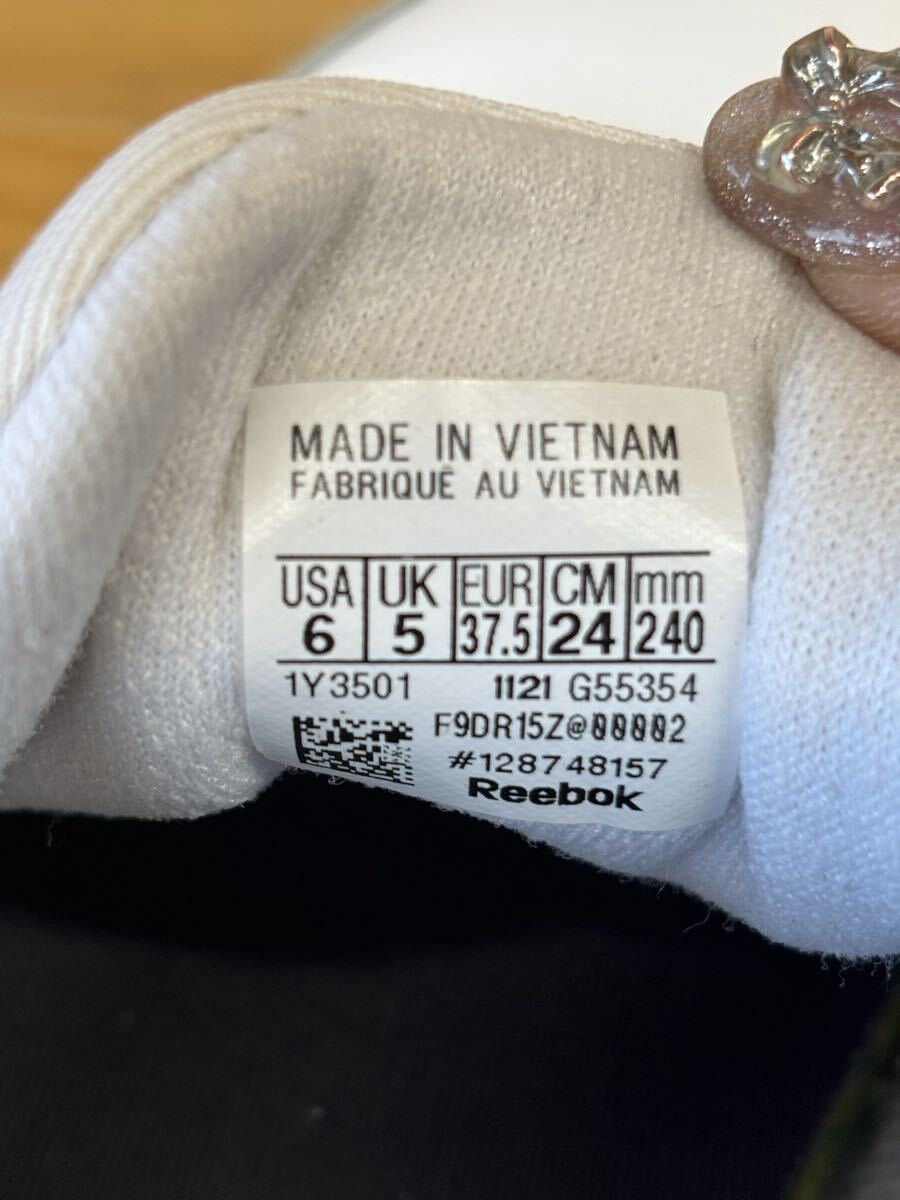 MADE IN VIETNAM
FABRIQUÊ AU VIETNAM
USA UK EUR CM mm
6 5 37.5 24 240
1Y3501 1121 G55354
F9DR15Z@00002
#128748157
Reebok